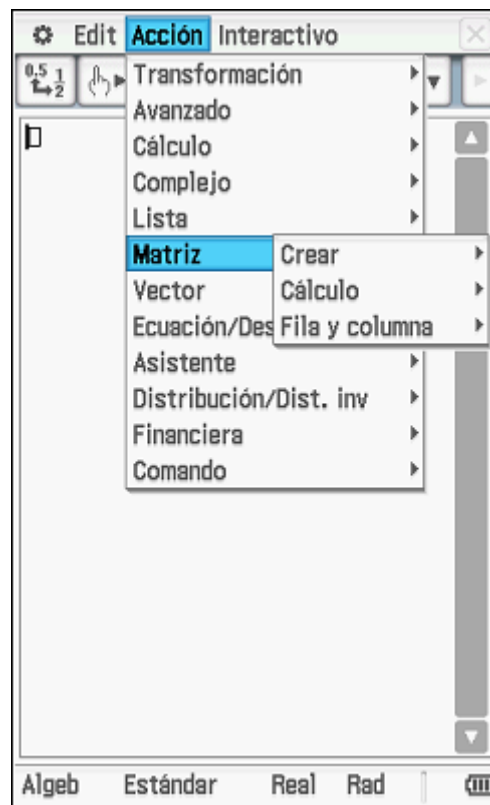 Edit Acción Interactivo
0.5 1 2
Transformación
Avanzado
Cálculo
Complejo
Lista
Matriz
Crear
Vector
Cálculo
Ecuación/Des
Fila y columna
Asistente
Distribución/Dist. inv
Financiera
Comando
Algeb Estándar Real Rad